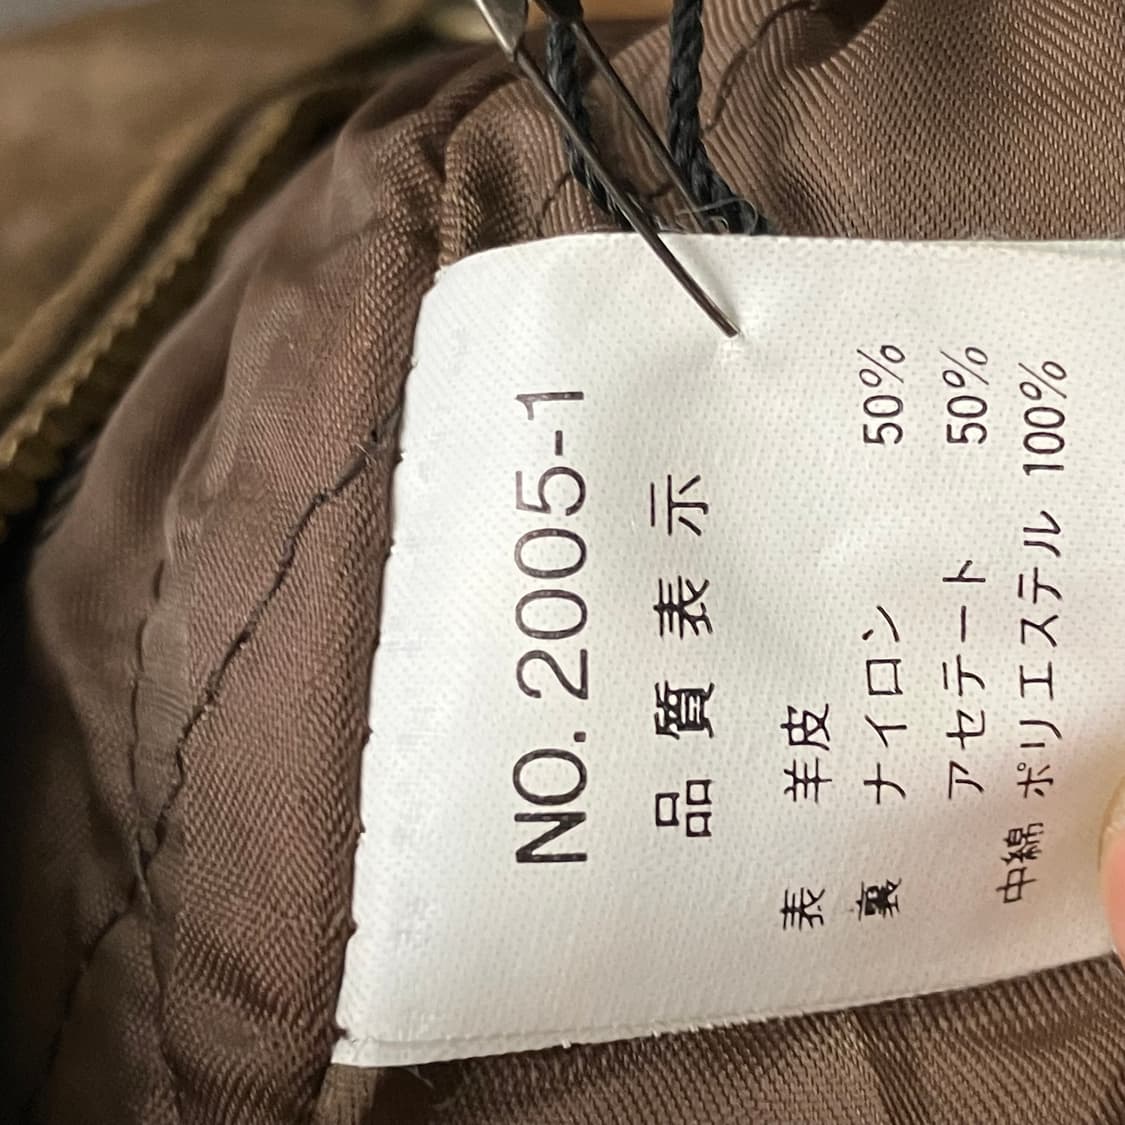 NO. 2005-1
品質表示
表 羊皮
裏 ナイロン 50%
アセテート 50%
中綿 ポリエステル 100%